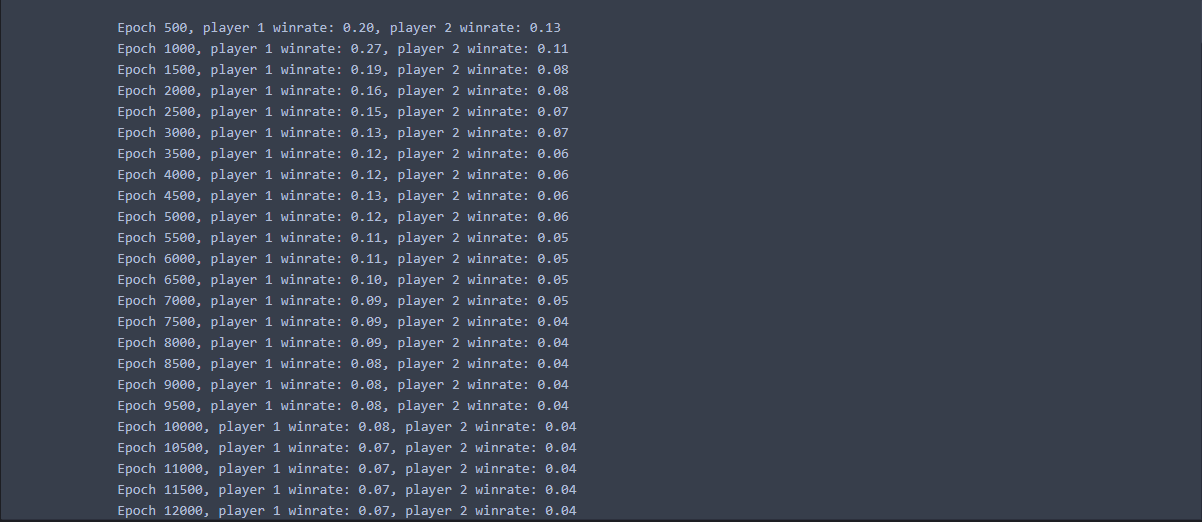 Epoch 500, player 1 winrate: 0.20, player 2 winrate: 0.13
Epoch 1000, player 1 winrate: 0.27, player 2 winrate: 0.11
Epoch 1500, player 1 winrate: 0.19, player 2 winrate: 0.08
Epoch 2000, player 1 winrate: 0.16, player 2 winrate: 0.08
Epoch 2500, player 1 winrate: 0.15, player 2 winrate: 0.07
Epoch 3000, player 1 winrate: 0.13, player 2 winrate: 0.07
Epoch 3500, player 1 winrate: 0.12, player 2 winrate: 0.06
Epoch 4000, player 1 winrate: 0.12, player 2 winrate: 0.06
Epoch 4500, player 1 winrate: 0.13, player 2 winrate: 0.06
Epoch 5000, player 1 winrate: 0.12, player 2 winrate: 0.06
Epoch 5500, player 1 winrate: 0.11, player 2 winrate: 0.05
Epoch 6000, player 1 winrate: 0.11, player 2 winrate: 0.05
Epoch 6500, player 1 winrate: 0.10, player 2 winrate: 0.05
Epoch 7000, player 1 winrate: 0.09, player 2 winrate: 0.05
Epoch 7500, player 1 winrate: 0.09, player 2 winrate: 0.04
Epoch 8000, player 1 winrate: 0.09, player 2 winrate: 0.04
Epoch 8500, player 1 winrate: 0.08, player 2 winrate: 0.04
Epoch 9000, player 1 winrate: 0.08, player 2 winrate: 0.04
Epoch 9500, player 1 winrate: 0.08, player 2 winrate: 0.04
Epoch 10000, player 1 winrate: 0.08, player 2 winrate: 0.04
Epoch 10500, player 1 winrate: 0.07, player 2 winrate: 0.04
Epoch 11000, player 1 winrate: 0.07, player 2 winrate: 0.04
Epoch 11500, player 1 winrate: 0.07, player 2 winrate: 0.04
Epoch 12000, player 1 winrate: 0.07, player 2 winrate: 0.04